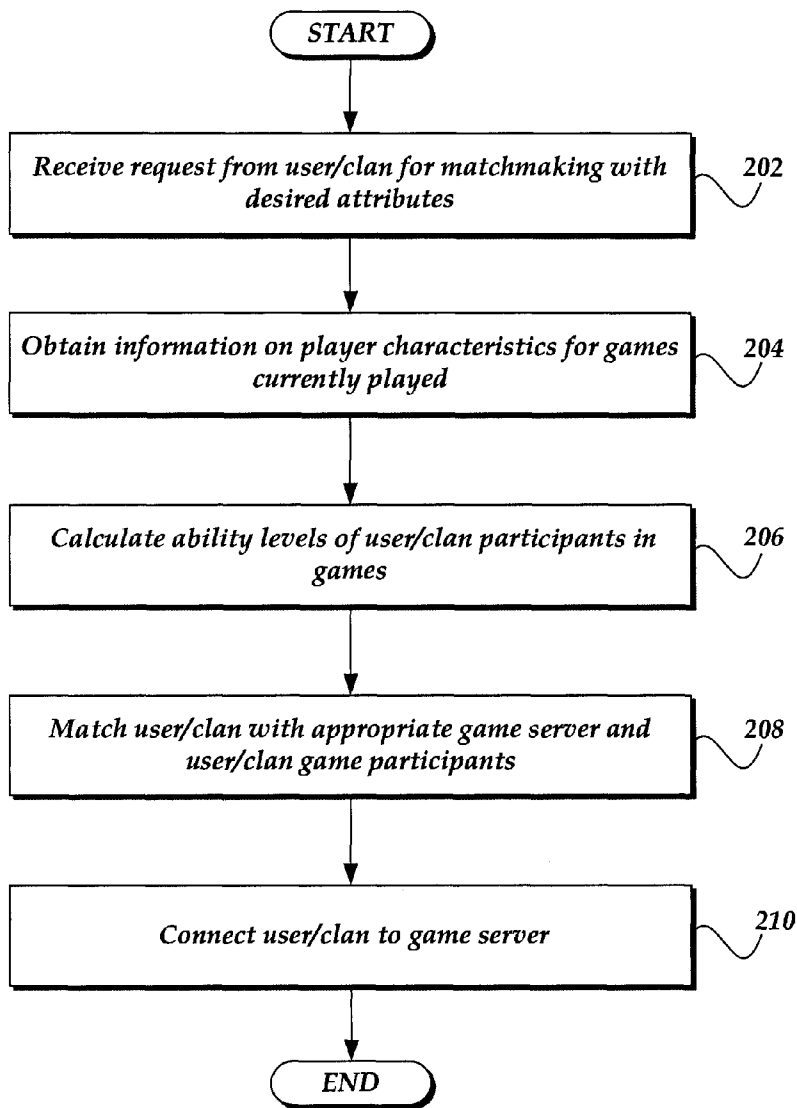 START
Receive request from user/clan for matchmaking with
desired attributes
202
Obtain information on player characteristics for games
currently played
204
Calculate ability levels of user/clan participants in
games
206
Match user/clan with appropriate game server and
user/clan game participants
208
Connect user/clan to game server
210
END